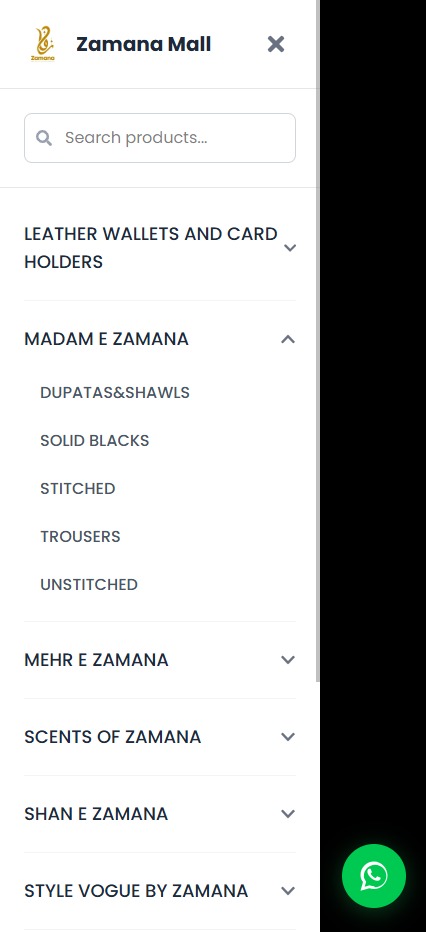 Zamana
Zamana Mall
Search products...
LEATHER WALLETS AND CARD
HOLDERS
MADAM E ZAMANA
DUPATAS&SHAWLS
SOLID BLACKS
STITCHED
TROUSERS
UNSTITCHED
MEHR E ZAMANA
SCENTS OF ZAMANA
SHAN E ZAMANA
STYLE VOGUE BY ZAMANA